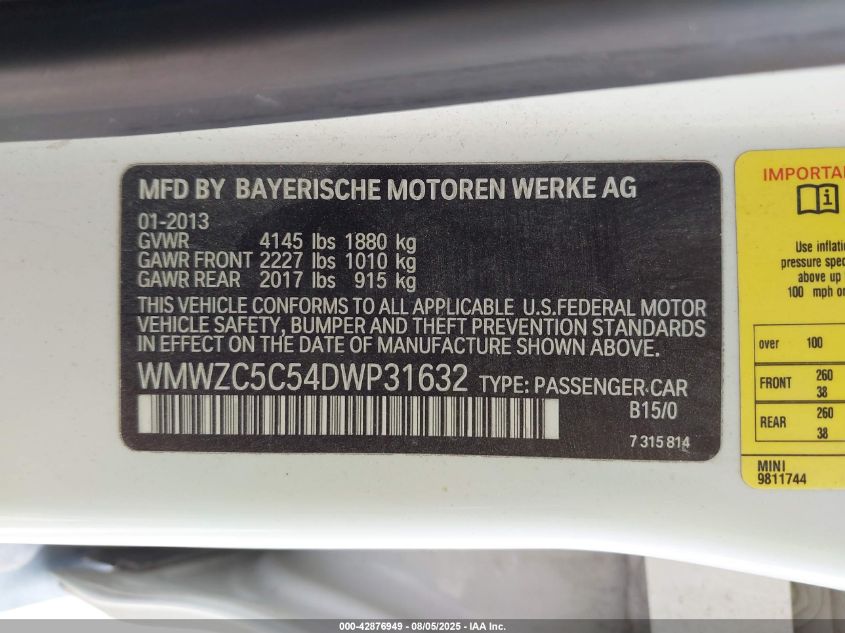 MFD BY BAYERISCHE MOTOREN WERKE AG
01-2013
GVWR 4145 lbs 1880 kg
GAWR FRONT 2227 lbs 1010 kg
GAWR REAR 2017 lbs 915 kg
THIS VEHICLE CONFORMS TO ALL APPLICABLE U.S.FEDERAL MOTOR
VEHICLE SAFETY, BUMPER AND THEFT PREVENTION STANDARDS
IN EFFECT ON THE DATE OF MANUFACTURE SHOWN ABOVE.
WMWZC5C54DWP31632 TYPE: PASSENGER CAR
B15/0
7 315 814
IMPORTA
Use inflati
pressure spec
above up
100 mph or
over 100
FRONT 260
38
REAR 260
38
MINI
9811744
000-42876949 - 08/05/2025 - IAA Inc.